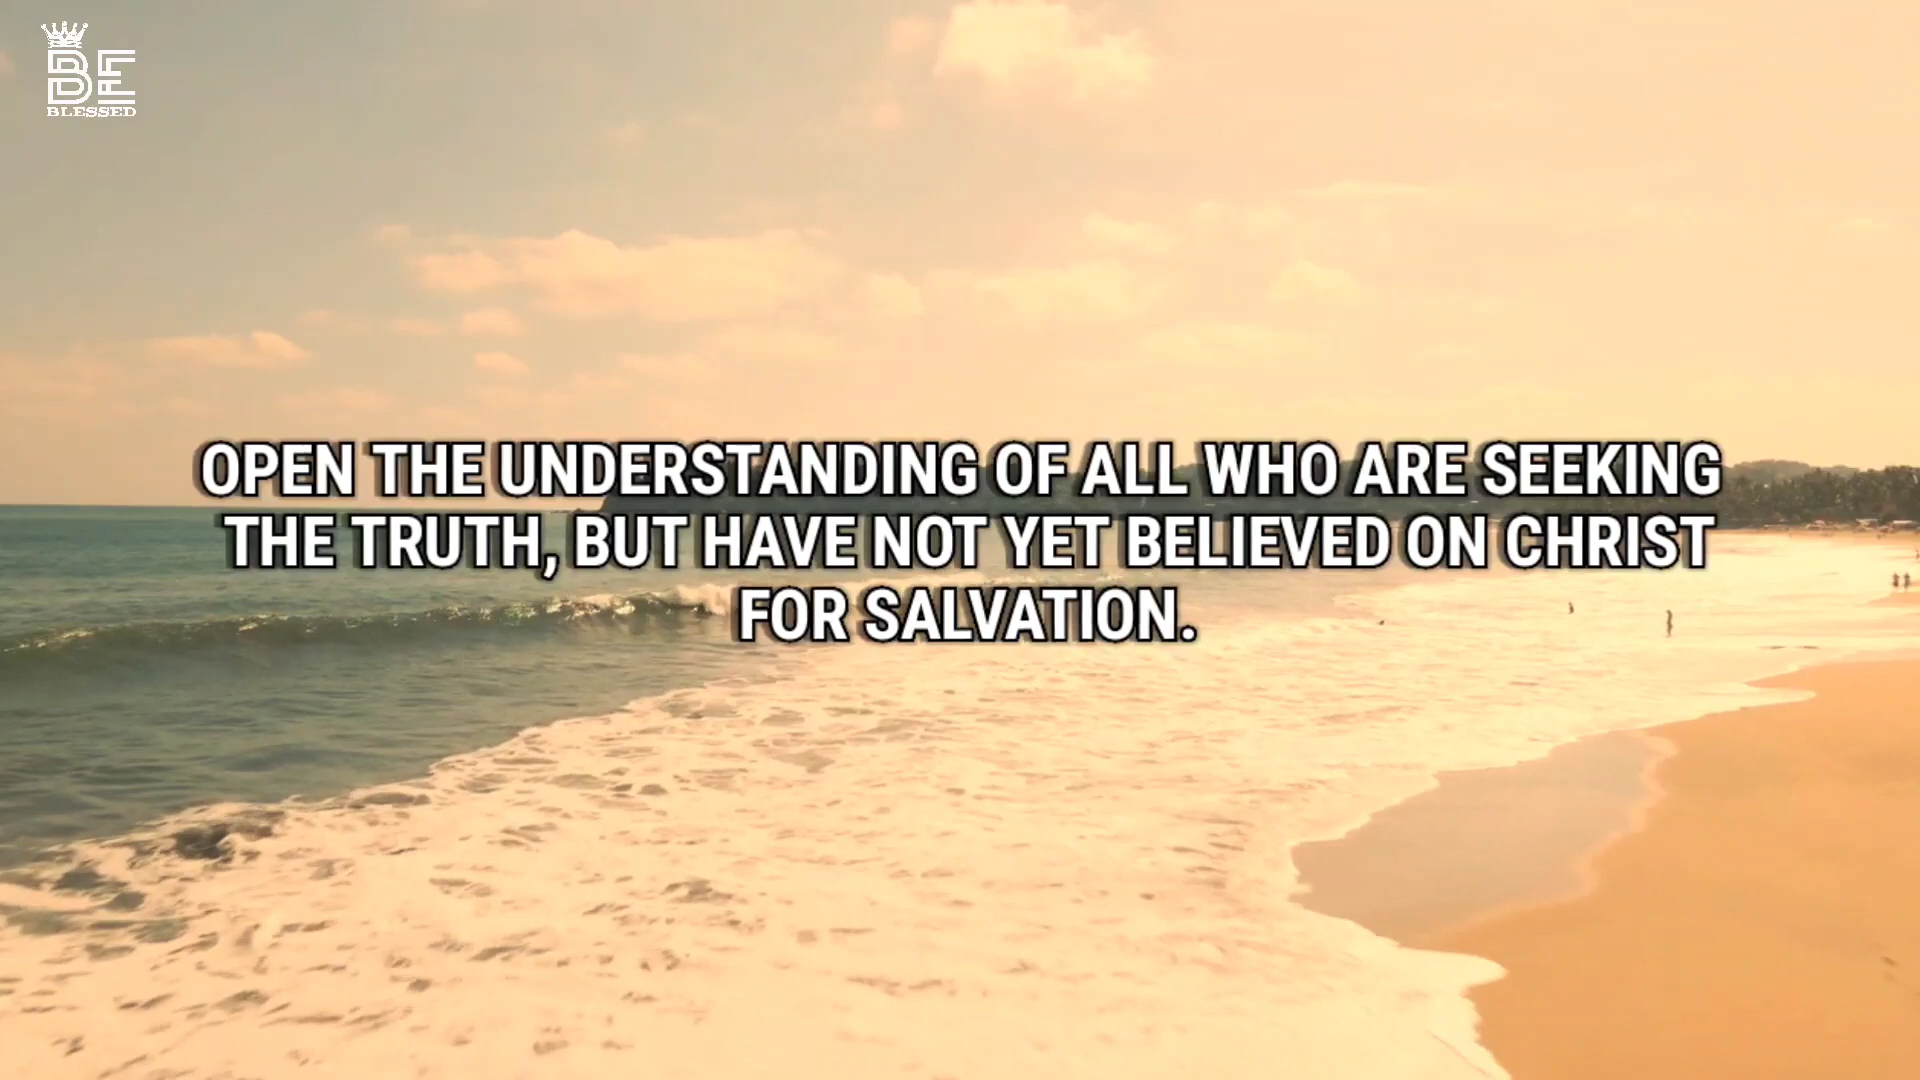 BE
BLESSED
OPEN THE UNDERSTANDING OF ALL WHO ARE SEEKING
THE TRUTH, BUT HAVE NOT YET BELIEVED ON CHRIST
FOR SALVATION.